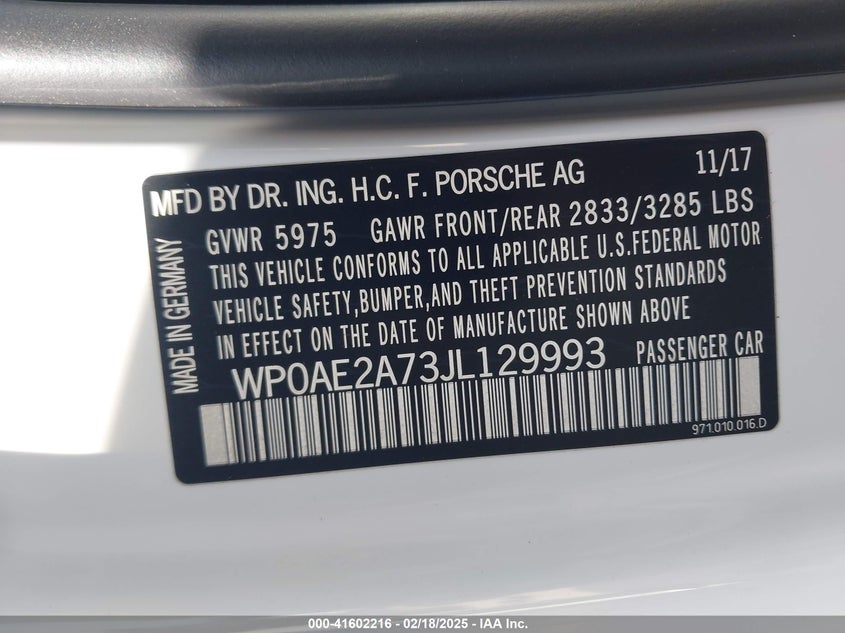 MFD BY DR. ING. H.C. F. PORSCHE AG 11/17
GVWR 5975 GAWR FRONT/REAR 2833/3285 LBS
THIS VEHICLE CONFORMS TO ALL APPLICABLE U.S.FEDERAL MOTOR
VEHICLE SAFETY,BUMPER,AND THEFT PREVENTION STANDARDS
IN EFFECT ON THE DATE OF MANUFACTURE SHOWN ABOVE
WP0AE2A73JL129993 PASSENGER CAR
MADE IN GERMANY
971.010.016.D
000-41602216 - 02/18/2025 - IAA Inc.